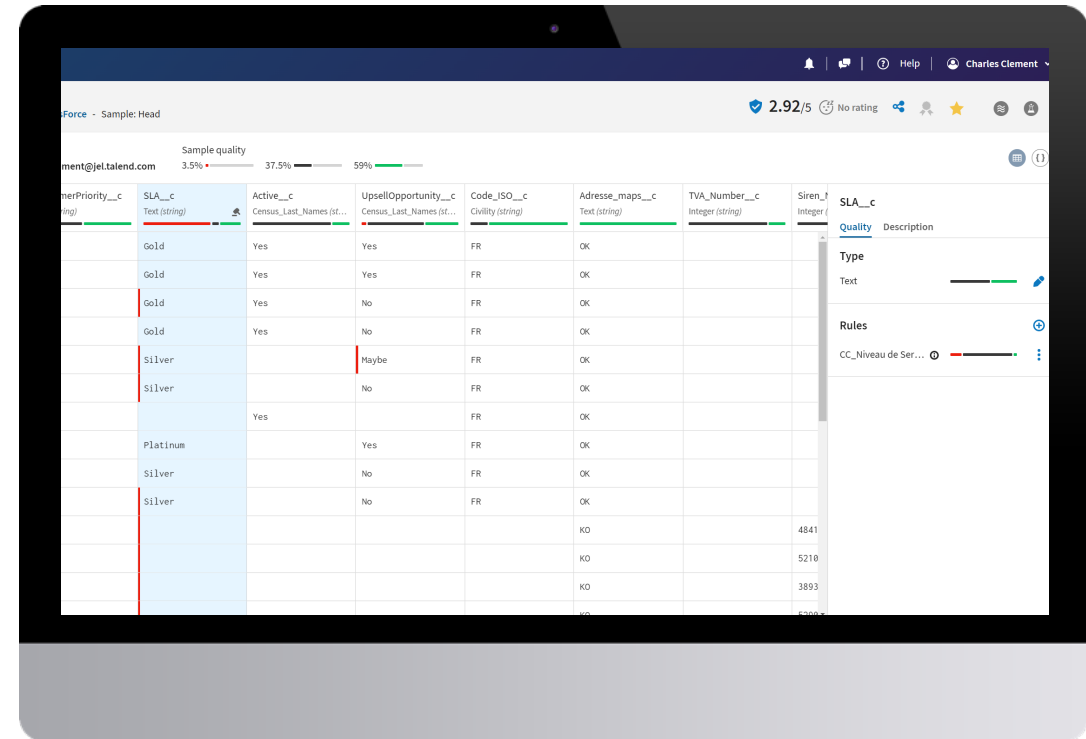 Help
Charles Clement
sForce - Sample: Head
2.92/5
No rating
Sample quality
ment@jel.talend.com
3.5%
37.5%
59%
merPriority__c SLA__c Active__c UpsellOpportunity__c Code_ISO__c Adresse_maps__c TVA_Number__c Siren_N
ring) Text (string) Census_Last_Names (st... Census_Last_Names (st... Civility (string) Text (string) Integer (string) Integer (
Gold Yes Yes FR OK
Gold Yes Yes FR OK
Gold Yes No FR OK
Gold Yes No FR OK
Silver Maybe FR OK
Silver No FR OK
Yes FR OK
Platinum Yes FR OK
Silver No FR OK
Silver No FR OK
KO 4841
KO 5210
KO 3893
SLA__c
Quality Description
Type
Text
Rules
CC_Niveau de Ser...